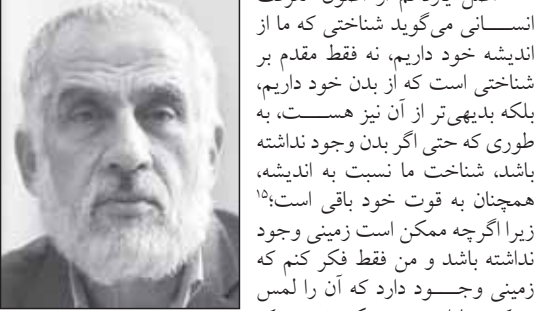 انسانی می‌گوید شناختی که ما از
اندیشه خود داریم، نه فقط مقدم بر
شناختی است که از بدن خود داریم،
بلکه بدیهی‌تر از آن نیز هست، به
طوری که حتی اگر بدن وجود نداشته
باشد، شناخت ما نسبت به اندیشه،
همچنان به قوت خود باقی است؛۱۵
زیرا اگرچه ممکن است زمینی وجود
نداشته باشد و من فقط فکر کنم که
زمینی وجود دارد که آن را لمس